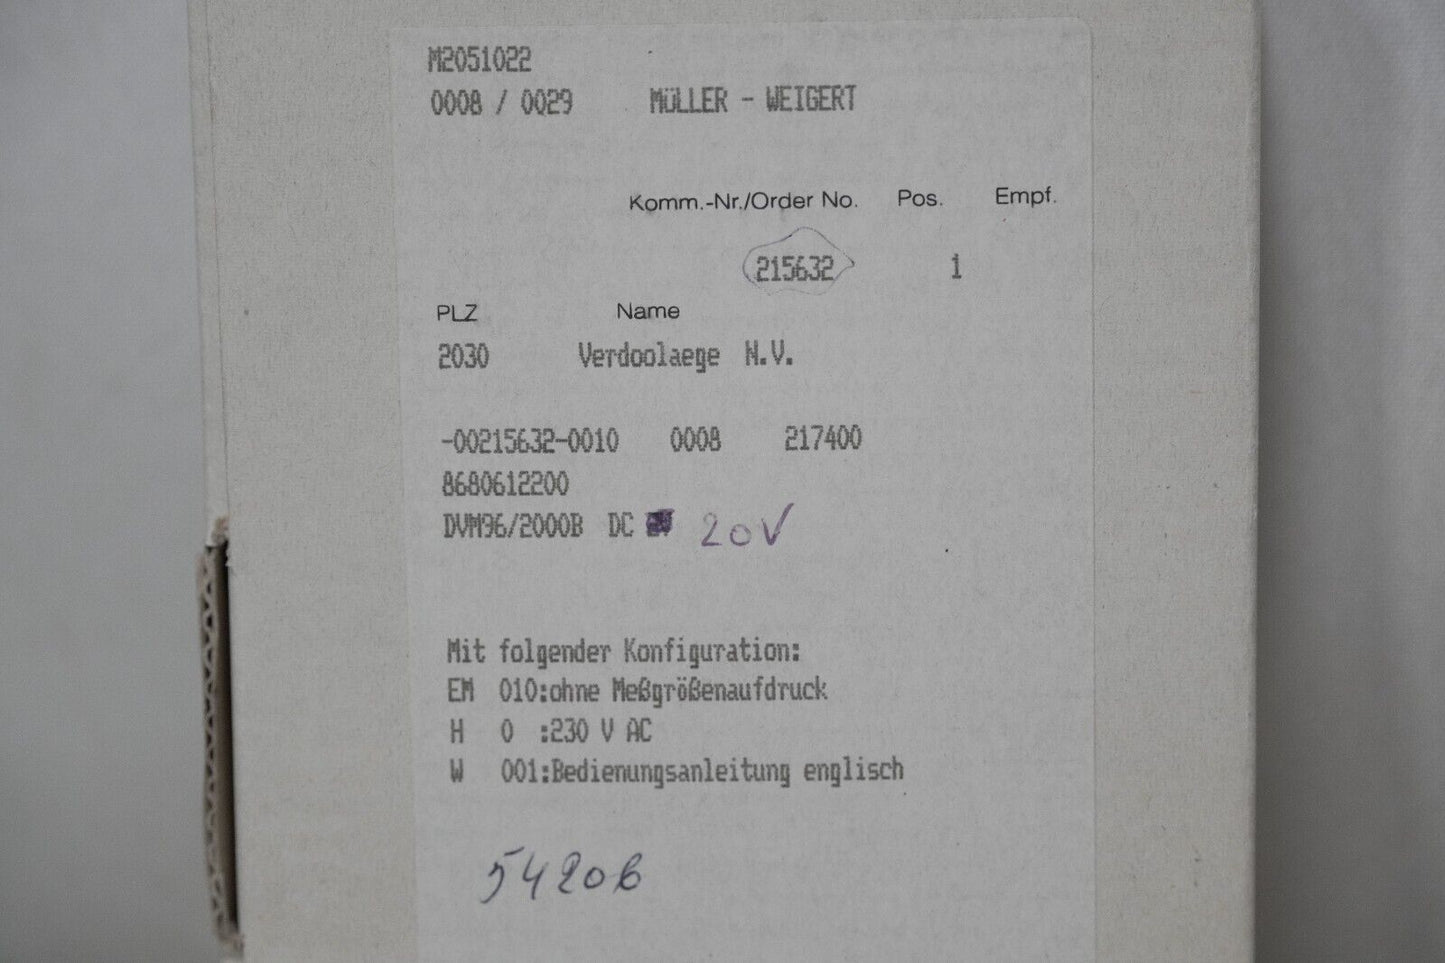 M2051022
0008 / 0029 MÜLLER - WEIGERT
Komm.-Nr./Order No. Pos. Empf.
215632 1
PLZ Name
2030 Verdoolaege N.V.
-00215632-0010 0008 217400
8680612200
DVM96/2000B DC 20V
Mit folgender Konfiguration:
EM 010:ohne Meßgrößenaufdruck
H 0 :230 V AC
W 001:Bedienungsanleitung englisch
54206